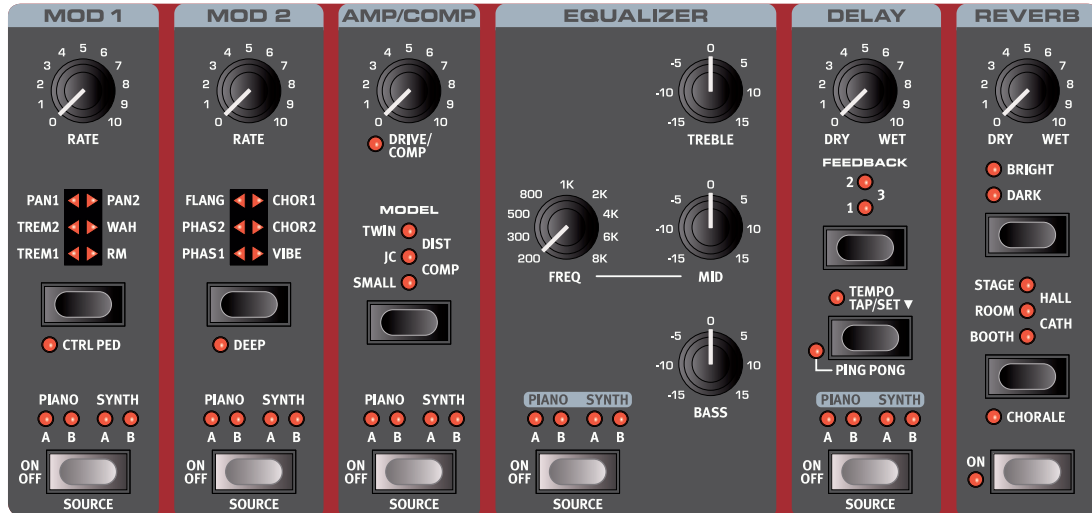 MOD 1
5
4 6
3 7
2 8
1 9
0 10
RATE
PAN1 PAN2
TREM2 WAH
TREM1 RM
CTRL PED
PIANO SYNTH
A B A B
ON
OFF
SOURCE
MOD 2
5
4 6
3 7
2 8
1 9
0 10
RATE
FLANG CHOR1
PHAS2 CHOR2
PHAS1 VIBE
DEEP
PIANO SYNTH
A B A B
ON
OFF
SOURCE
AMP/COMP
5
4 6
3 7
2 8
1 9
0 10
DRIVE/
COMP
MODEL
TWIN
DIST
JC
COMP
SMALL
PIANO SYNTH
A B A B
ON
OFF
SOURCE
EQUALIZER
0
-5 5
-10 10
-15 15
TREBLE
1K
800 2K
500 4K
300 6K
200 8K
FREQ
0
-5 5
-10 10
-15 15
MID
0
-5 5
-10 10
-15 15
BASS
PIANO SYNTH
A B A B
ON
OFF
SOURCE
DELAY
5
4 6
3 7
2 8
1 9
0 10
DRY WET
FEEDBACK
2
3
1
TEMPO
TAP/SET ▼
PING PONG
PIANO SYNTH
A B A B
ON
OFF
SOURCE
REVERB
5
4 6
3 7
2 8
1 9
0 10
DRY WET
BRIGHT
DARK
STAGE
HALL
ROOM
CATH
BOOTH
CHORALE
ON